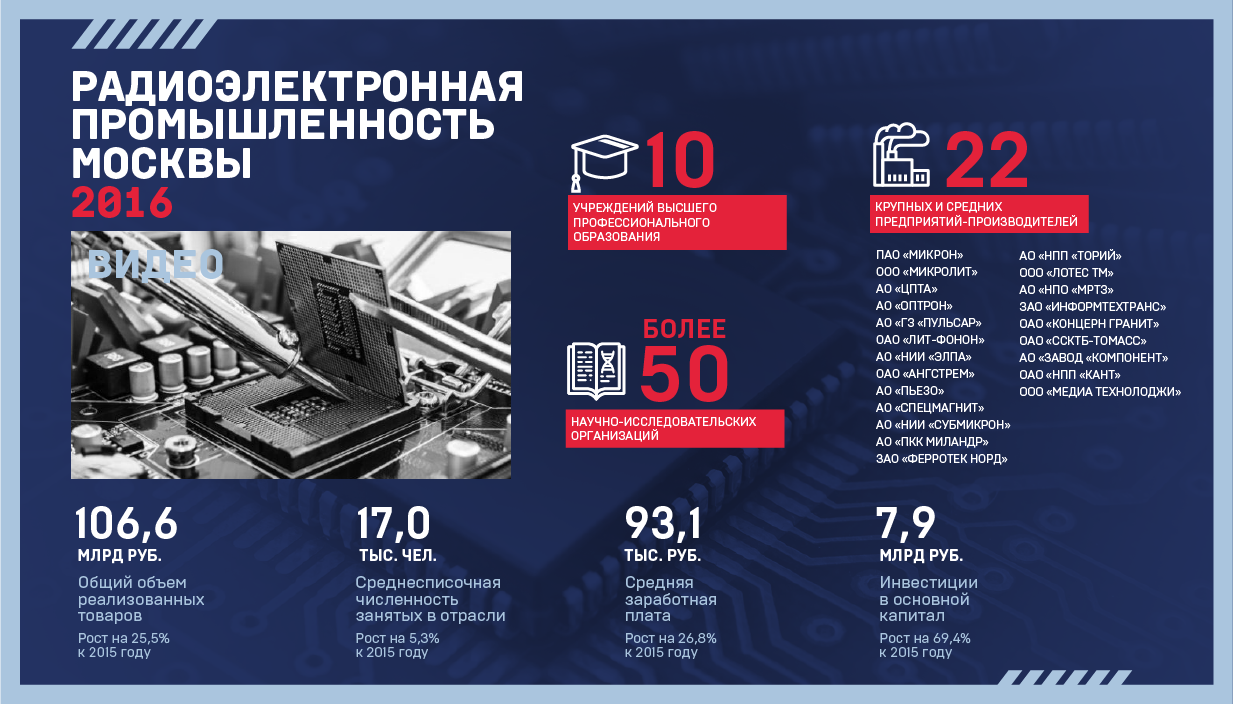 РАДИОЭЛЕКТРОННАЯ
ПРОМЫШЛЕННОСТЬ
МОСКВЫ
2016
ВИДЕО
10
УЧРЕЖДЕНИЙ ВЫСШЕГО
ПРОФЕССИОНАЛЬНОГО
ОБРАЗОВАНИЯ
БОЛЕЕ
50
НАУЧНО-ИССЛЕДОВАТЕЛЬСКИХ
ОРГАНИЗАЦИЙ
22
КРУПНЫХ И СРЕДНИХ
ПРЕДПРИЯТИЙ-ПРОИЗВОДИТЕЛЕЙ
ПАО «МИКРОН»
ООО «МИКРОЛИТ»
АО «ЦПТА»
АО «ОПТРОН»
АО «ГЗ «ПУЛЬСАР»
ОАО «ЛИТ-ФОНОН»
АО «НИИ «ЭЛПА»
ОАО «АНГСТРЕМ»
АО «ПЬЕЗО»
АО «СПЕЦМАГНИТ»
АО «НИИ «СУБМИКРОН»
АО «ПКК МИЛАНДР»
ЗАО «ФЕРРОТЕК НОРД»
АО «НПП «ТОРИЙ»
ООО «ЛОТЕС ТМ»
АО «НПО «МРТЗ»
ЗАО «ИНФОРМТЕХТРАНС»
ОАО «КОНЦЕРН ГРАНИТ»
ОАО «ССКТБ-ТОМАСС»
АО «ЗАВОД «КОМПОНЕНТ»
ОАО «НПП «КАНТ»
ООО «МЕДИА ТЕХНОЛОДЖИ»
106,6
МЛРД РУБ.
Общий объем
реализованных
товаров
Рост на 25,5%
к 2015 году
17,0
ТЫС. ЧЕЛ.
Среднесписочная
численность
занятых в отрасли
Рост на 5,3%
к 2015 году
93,1
ТЫС. РУБ.
Средняя
заработная
плата
Рост на 26,8%
к 2015 году
7,9
МЛРД РУБ.
Инвестиции
в основной
капитал
Рост на 69,4%
к 2015 году